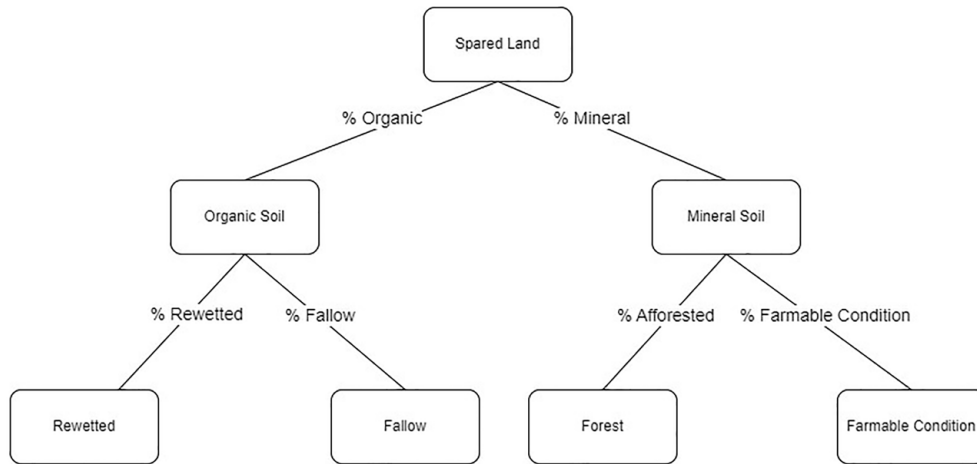 Spared Land
% Organic
% Mineral
Organic Soil
Mineral Soil
% Rewetted
% Fallow
% Afforested
% Farmable Condition
Rewetted
Fallow
Forest
Farmable Condition